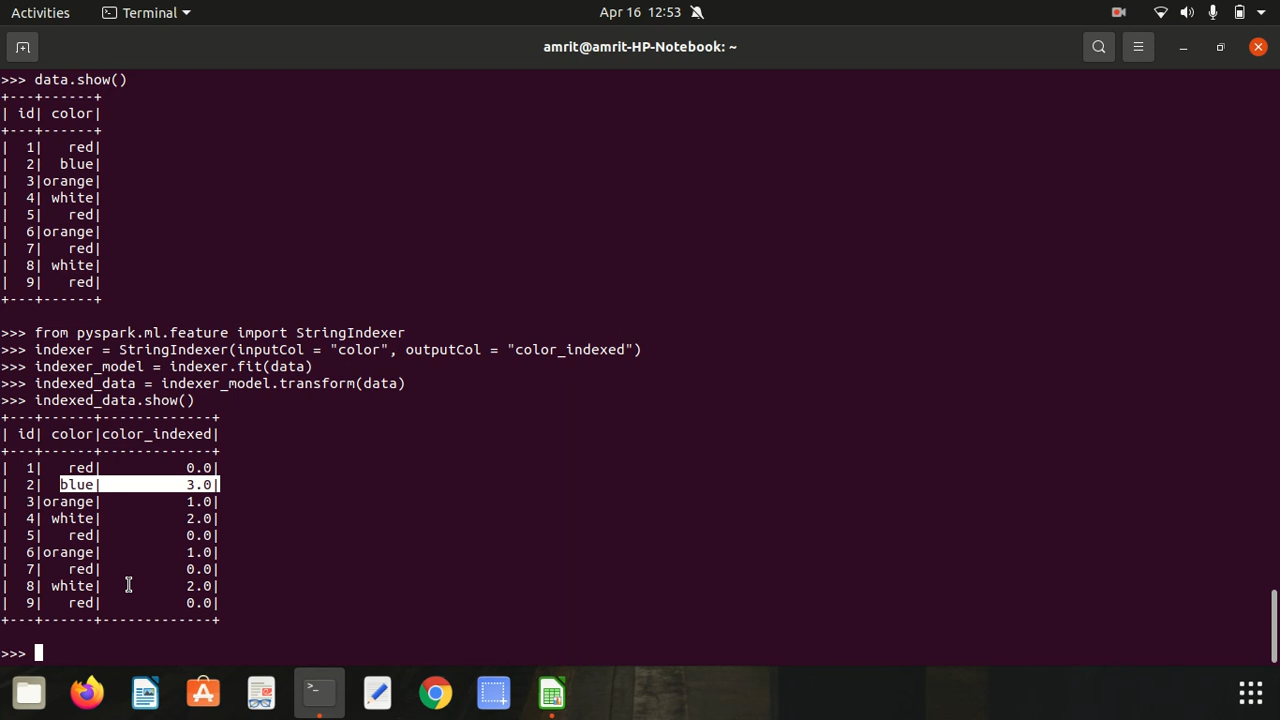 Activities Terminal Apr 16 12:53
amrit@amrit-HP-Notebook: ~
>>> data.show()
+---+------+
| id| color|
+---+------+
|  1|   red|
|  2|  blue|
|  3|orange|
|  4| white|
|  5|   red|
|  6|orange|
|  7|   red|
|  8| white|
|  9|   red|
+---+------+
>>> from pyspark.ml.feature import StringIndexer
>>> indexer = StringIndexer(inputCol = "color", outputCol = "color_indexed")
>>> indexer_model = indexer.fit(data)
>>> indexed_data = indexer_model.transform(data)
>>> indexed_data.show()
+---+------+-------------+
| id| color|color_indexed|
+---+------+-------------+
|  1|   red|          0.0|
|  2|  blue|          3.0|
|  3|orange|          1.0|
|  4| white|          2.0|
|  5|   red|          0.0|
|  6|orange|          1.0|
|  7|   red|          0.0|
|  8| white|          2.0|
|  9|   red|          0.0|
+---+------+-------------+
>>>